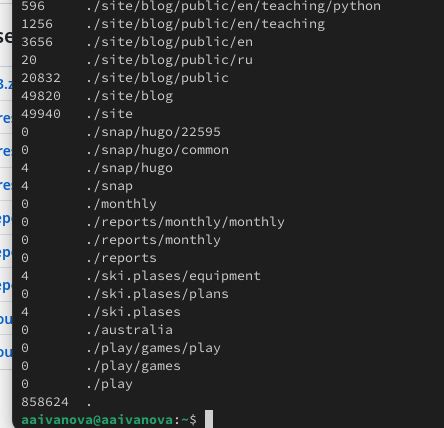 596 ./site/blog/public/en/teaching/python
1256 ./site/blog/public/en/teaching
3656 ./site/blog/public/en
20 ./site/blog/public/ru
20832 ./site/blog/public
49820 ./site/blog
49940 ./site
0 ./snap/hugo/22595
0 ./snap/hugo/common
4 ./snap/hugo
4 ./snap
0 ./monthly
0 ./reports/monthly/monthly
0 ./reports/monthly
0 ./reports
4 ./ski.plases/equipment
0 ./ski.plases/plans
4 ./ski.plases
0 ./australia
0 ./play/games/play
0 ./play/games
0 ./play
858624 .
aaivanova@aaivanova:~$